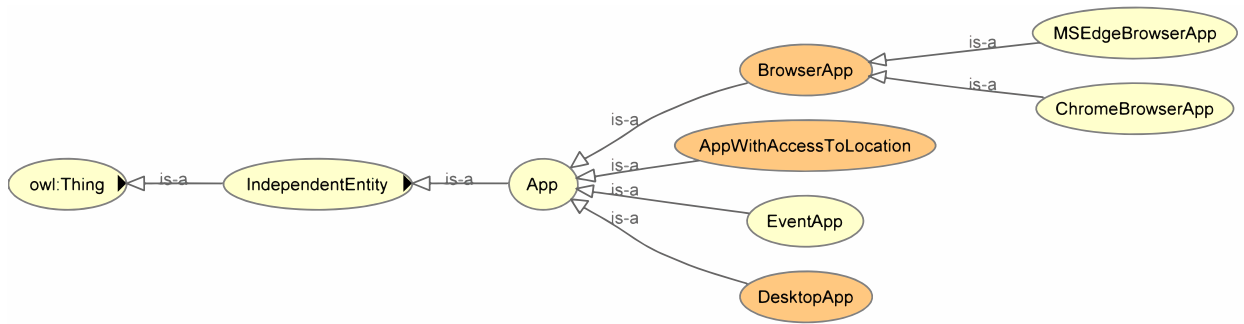 MSEdgeBrowserApp
is-a
BrowserApp
is-a
ChromeBrowserApp
is-a
AppWithAccessToLocation
is-a
owl:Thing
is-a
IndependentEntity
is-a
App
is-a
EventApp
is-a
DesktopApp